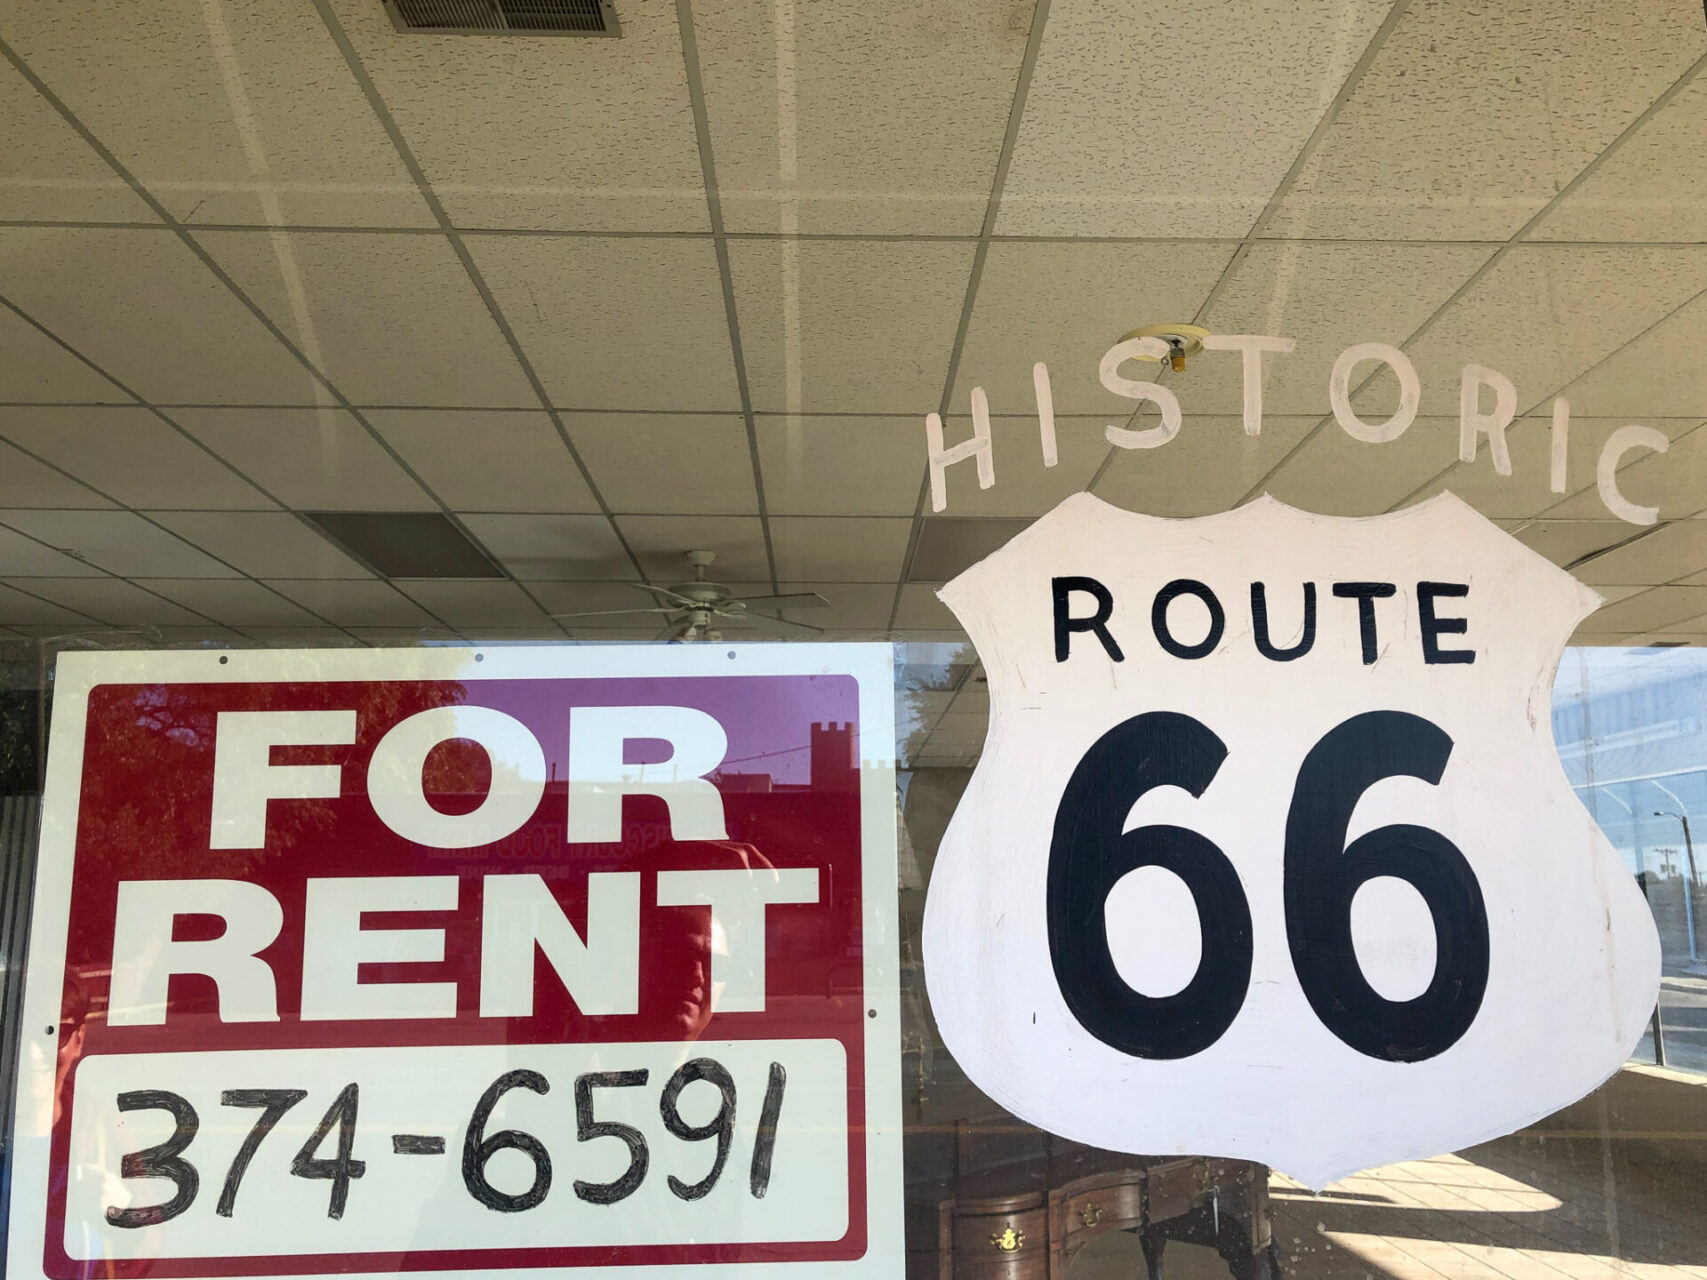 FOR
RENT
374-6591
HISTORIC
ROUTE
66